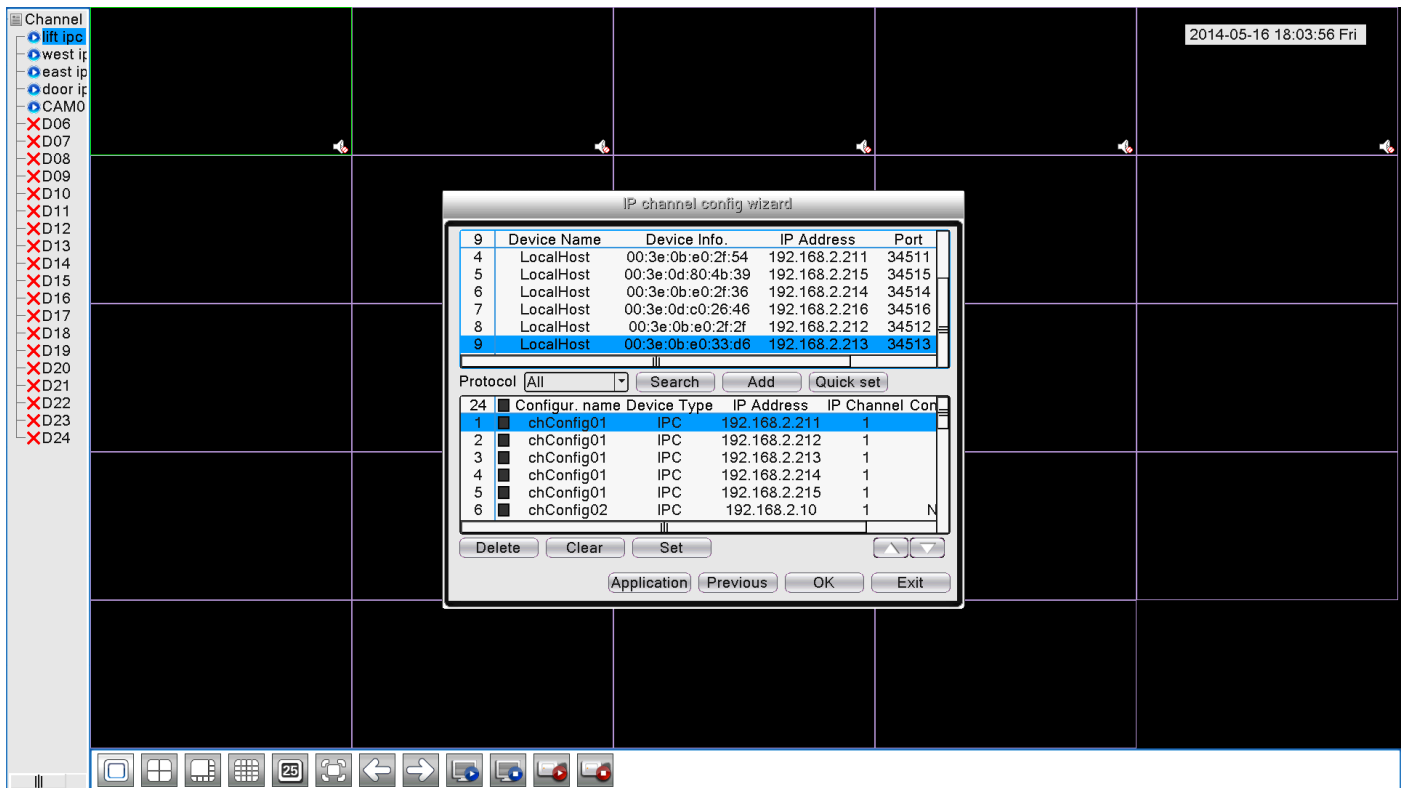 Channel
lift ipc
west ip
east ip
door ip
CAM0
D06
D07
D08
D09
D10
D11
D12
D13
D14
D15
D16
D17
D18
D19
D20
D21
D22
D23
D24
2014-05-16 18:03:56 Fri
IP channel config wizard
9 Device Name Device Info. IP Address Port
4 LocalHost 00:3e:0b:e0:2f:54 192.168.2.211 34511
5 LocalHost 00:3e:0d:80:4b:39 192.168.2.215 34515
6 LocalHost 00:3e:0b:e0:2f:36 192.168.2.214 34514
7 LocalHost 00:3e:0d:c0:26:46 192.168.2.216 34516
8 LocalHost 00:3e:0b:e0:2f:2f 192.168.2.212 34512
9 LocalHost 00:3e:0b:e0:33:d6 192.168.2.213 34513
Protocol All Search Add Quick set
24 Configur. name Device Type IP Address IP Channel Con
1 chConfig01 IPC 192.168.2.211 1
2 chConfig01 IPC 192.168.2.212 1
3 chConfig01 IPC 192.168.2.213 1
4 chConfig01 IPC 192.168.2.214 1
5 chConfig01 IPC 192.168.2.215 1
6 chConfig02 IPC 192.168.2.10 1 N
Delete Clear Set
Application Previous OK Exit
25